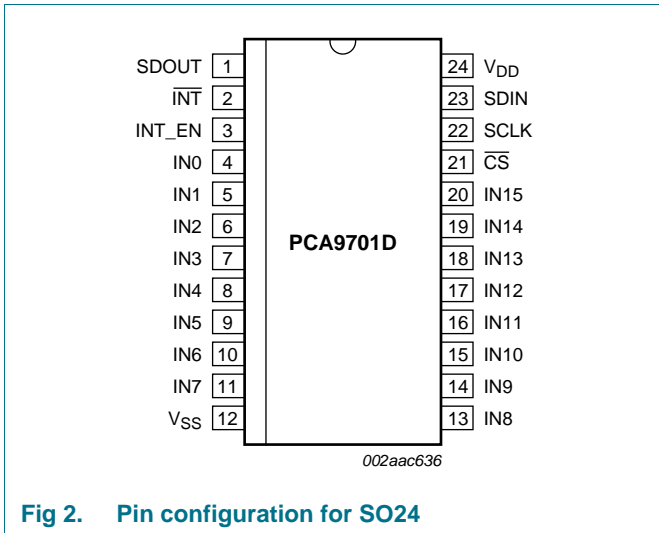 SDOUT 1 24 VDD
INT 2 23 SDIN
INT_EN 3 22 SCLK
IN0 4 21 CS
IN1 5 20 IN15
IN2 6 19 IN14
PCA9701D
IN3 7 18 IN13
IN4 8 17 IN12
IN5 9 16 IN11
IN6 10 15 IN10
IN7 11 14 IN9
VSS 12 13 IN8
002aac636
Fig 2. Pin configuration for SO24